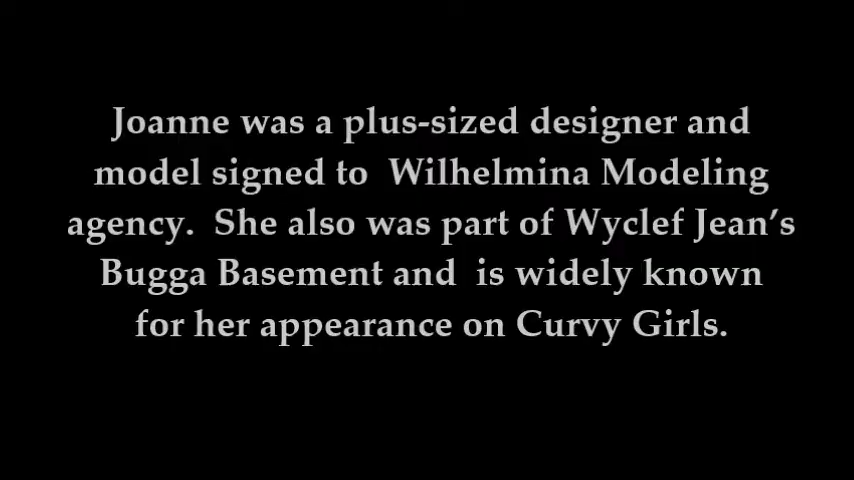 Joanne was a plus-sized designer and
model signed to  Wilhelmina Modeling
agency.  She also was part of Wyclef Jean’s
Bugga Basement and  is widely known
for her appearance on Curvy Girls.